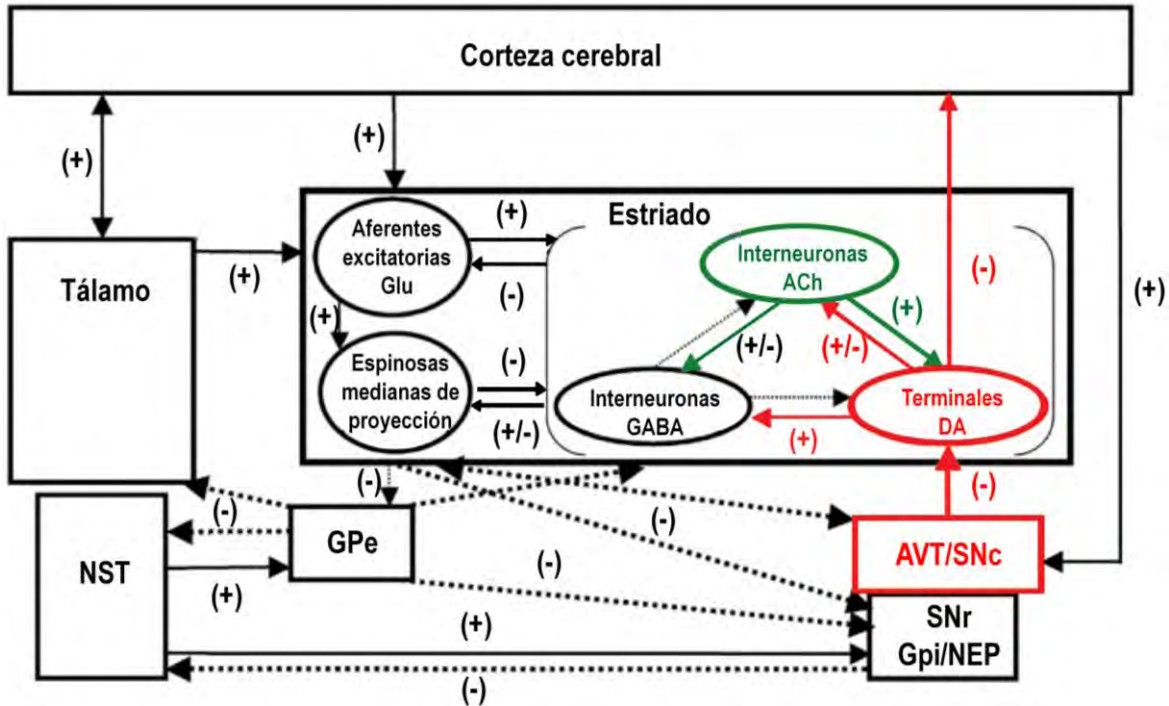 Corteza cerebral
(+)
(+)
(-)
(+)
Tálamo
(+)
Estriado
Aferentes
excitatorias
Glu
(+)
(-)
(+)
Espinosas
medianas de
proyección
(-)
(+/-)
Interneuronas
ACh
(+)
(+/-)
(+/-)
Interneuronas
GABA
(+)
Terminales
DA
(-)
(-)
(-)
(-)
NST
GPe
(+)
(-)
(+)
(-)
AVT/SNc
SNr
Gpi/NEP